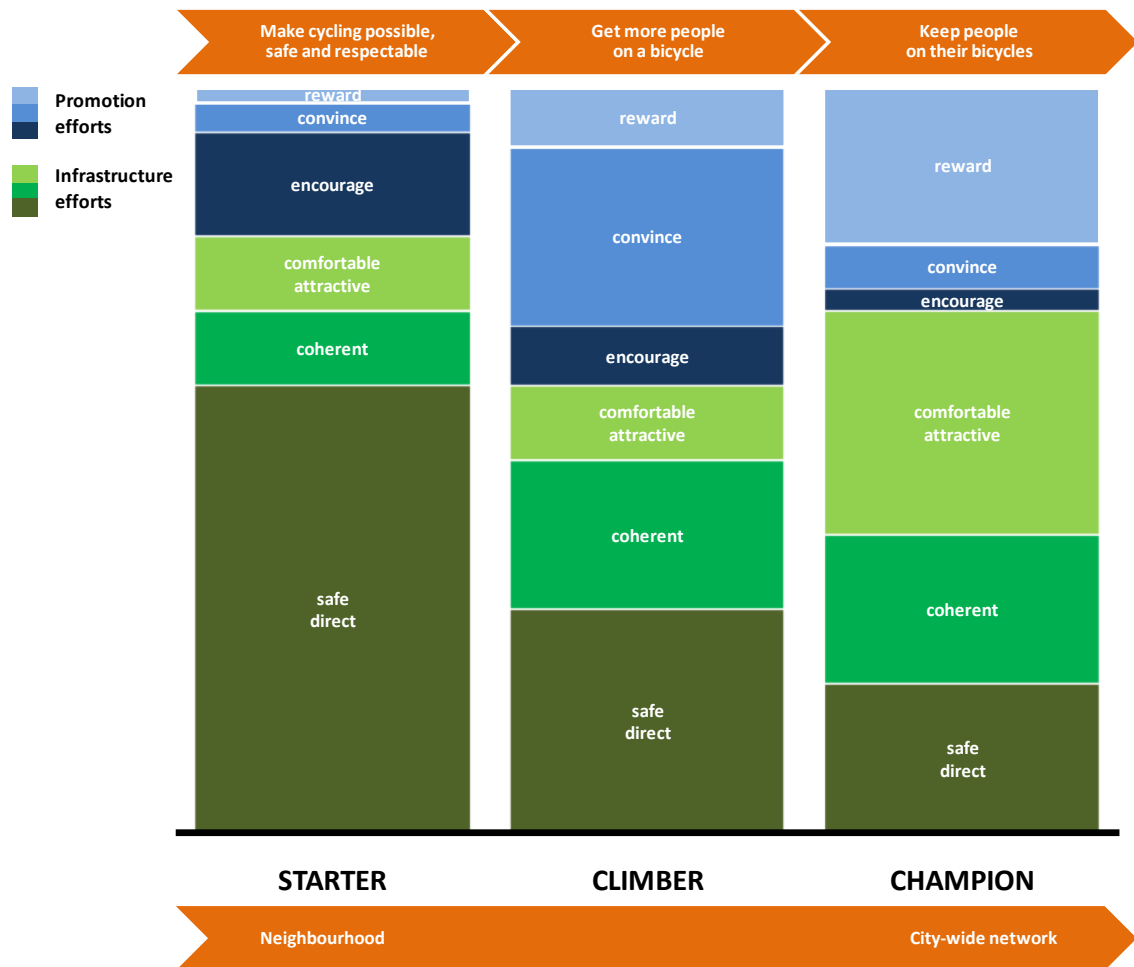 Make cycling possible,
safe and respectable
Get more people
on a bicycle
Keep people
on their bicycles
Promotion
efforts
Infrastructure
efforts
reward
convince
encourage
comfortable
attractive
coherent
safe
direct
reward
convince
encourage
comfortable
attractive
coherent
safe
direct
reward
convince
encourage
comfortable
attractive
coherent
safe
direct
STARTER
CLIMBER
CHAMPION
Neighbourhood
City-wide network